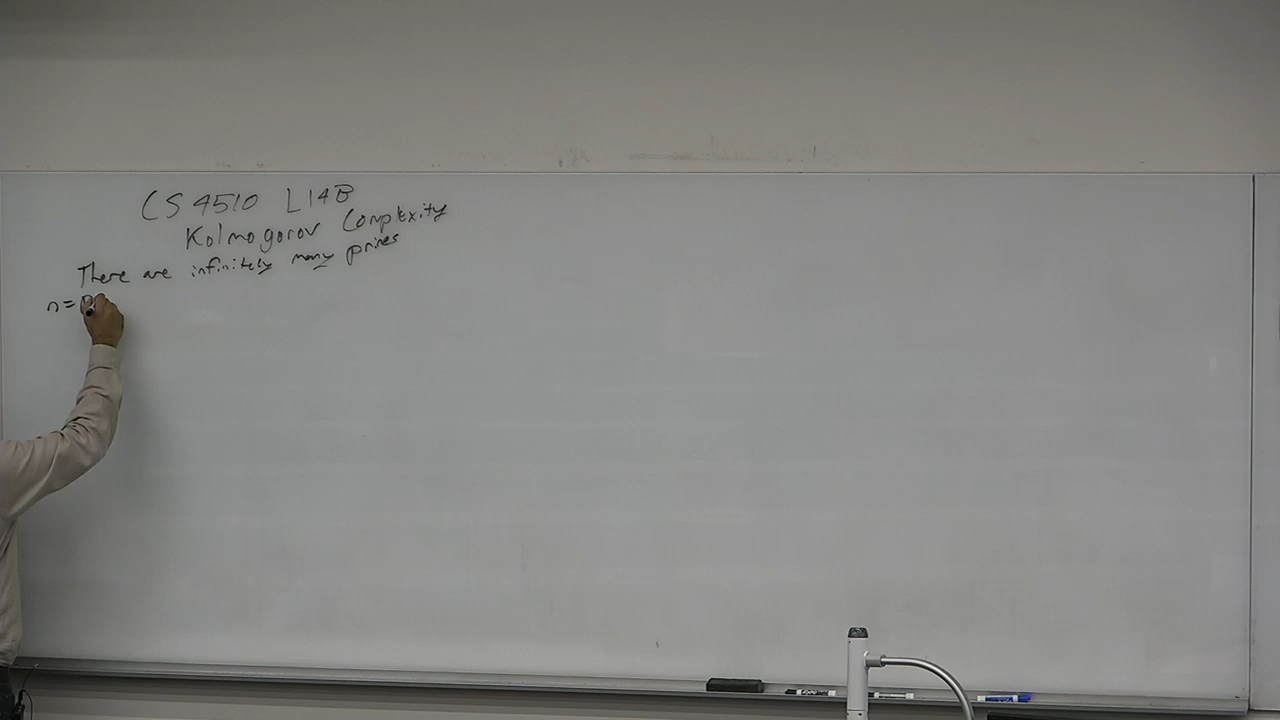 CS 4510 L14B
Kolmogorov Complexity
There are infinitely many primes
n=